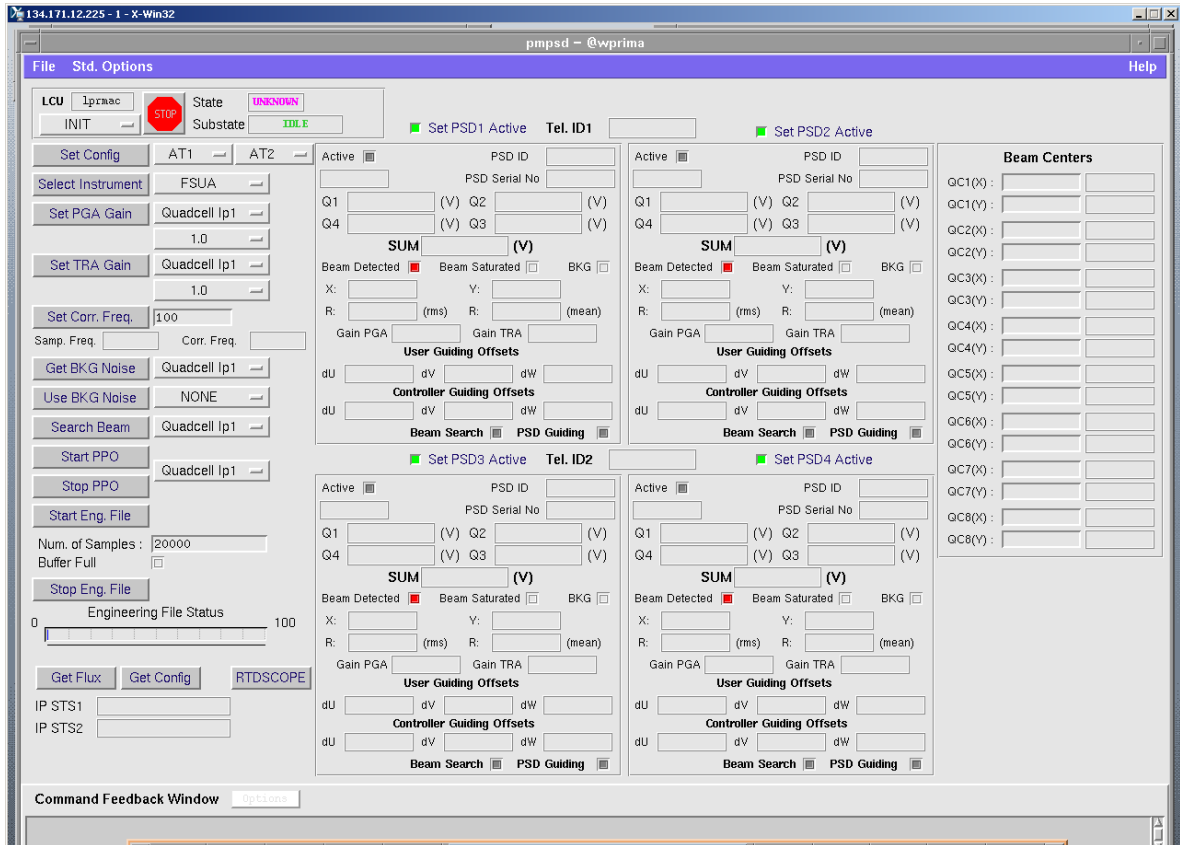 134.171.12.225 - 1 - X-Win32
pmpsd - @wprima
File Std. Options Help
LCU lprmac STOP State UNKNOWN
INIT Substate IDLE
Set PSD1 Active Tel. ID1 Set PSD2 Active
Set Config AT1 AT2
Select Instrument FSUA
Set PGA Gain Quadcell Ip1
1.0
Set TRA Gain Quadcell Ip1
1.0
Set Corr. Freq. 100
Samp. Freq. Corr. Freq.
Get BKG Noise Quadcell Ip1
Use BKG Noise NONE
Search Beam Quadcell Ip1
Start PPO
Quadcell Ip1
Stop PPO
Start Eng. File
Num. of Samples : 20000
Buffer Full
Stop Eng. File
Engineering File Status
0 100
Get Flux Get Config RTDSCOPE
IP STS1
IP STS2
Active PSD ID
PSD Serial No
Q1 (V) Q2 (V)
Q4 (V) Q3 (V)
SUM (V)
Beam Detected Beam Saturated BKG
X: Y:
R: (rms) R: (mean)
Gain PGA Gain TRA
User Guiding Offsets
dU dV dW
Controller Guiding Offsets
dU dV dW
Beam Search PSD Guiding
Active PSD ID
PSD Serial No
Q1 (V) Q2 (V)
Q4 (V) Q3 (V)
SUM (V)
Beam Detected Beam Saturated BKG
X: Y:
R: (rms) R: (mean)
Gain PGA Gain TRA
User Guiding Offsets
dU dV dW
Controller Guiding Offsets
dU dV dW
Beam Search PSD Guiding
Set PSD3 Active Tel. ID2 Set PSD4 Active
Active PSD ID
PSD Serial No
Q1 (V) Q2 (V)
Q4 (V) Q3 (V)
SUM (V)
Beam Detected Beam Saturated BKG
X: Y:
R: (rms) R: (mean)
Gain PGA Gain TRA
User Guiding Offsets
dU dV dW
Controller Guiding Offsets
dU dV dW
Beam Search PSD Guiding
Active PSD ID
PSD Serial No
Q1 (V) Q2 (V)
Q4 (V) Q3 (V)
SUM (V)
Beam Detected Beam Saturated BKG
X: Y:
R: (rms) R: (mean)
Gain PGA Gain TRA
User Guiding Offsets
dU dV dW
Controller Guiding Offsets
dU dV dW
Beam Search PSD Guiding
Beam Centers
QC1(X) :
QC1(Y) :
QC2(X) :
QC2(Y) :
QC3(X) :
QC3(Y) :
QC4(X) :
QC4(Y) :
QC5(X) :
QC5(Y) :
QC6(X) :
QC6(Y) :
QC7(X) :
QC7(Y) :
QC8(X) :
QC8(Y) :
Command Feedback Window Options